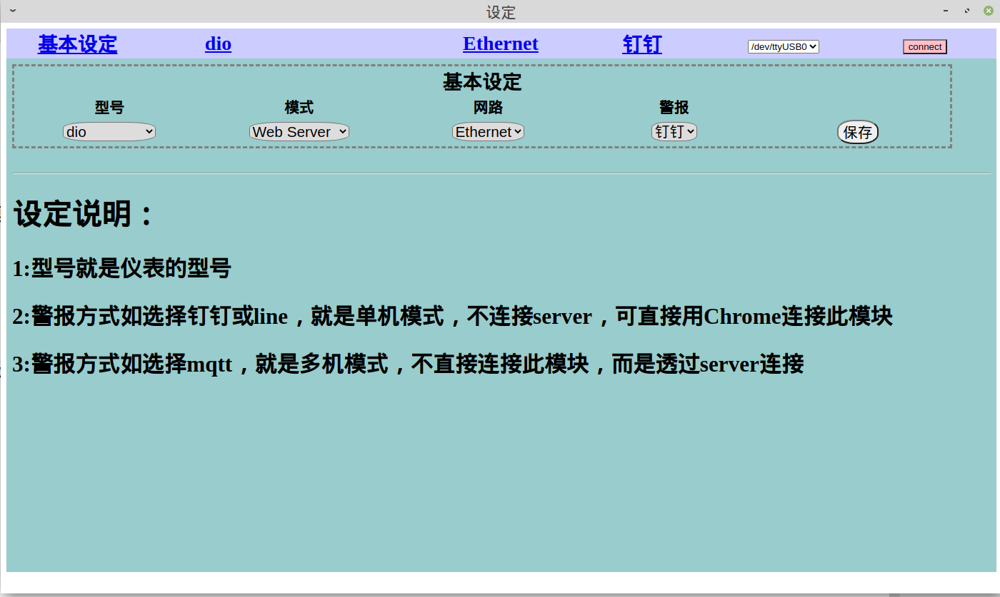 设定
基本设定 dio Ethernet 钉钉 /dev/ttyUSB0 connect
基本设定
型号 模式 网路 警报
dio Web Server Ethernet 钉钉 保存
设定说明：
1:型号就是仪表的型号
2:警报方式如选择钉钉或line，就是单机模式，不连接server，可直接用Chrome连接此模块
3:警报方式如选择mqtt，就是多机模式，不直接连接此模块，而是透过server连接